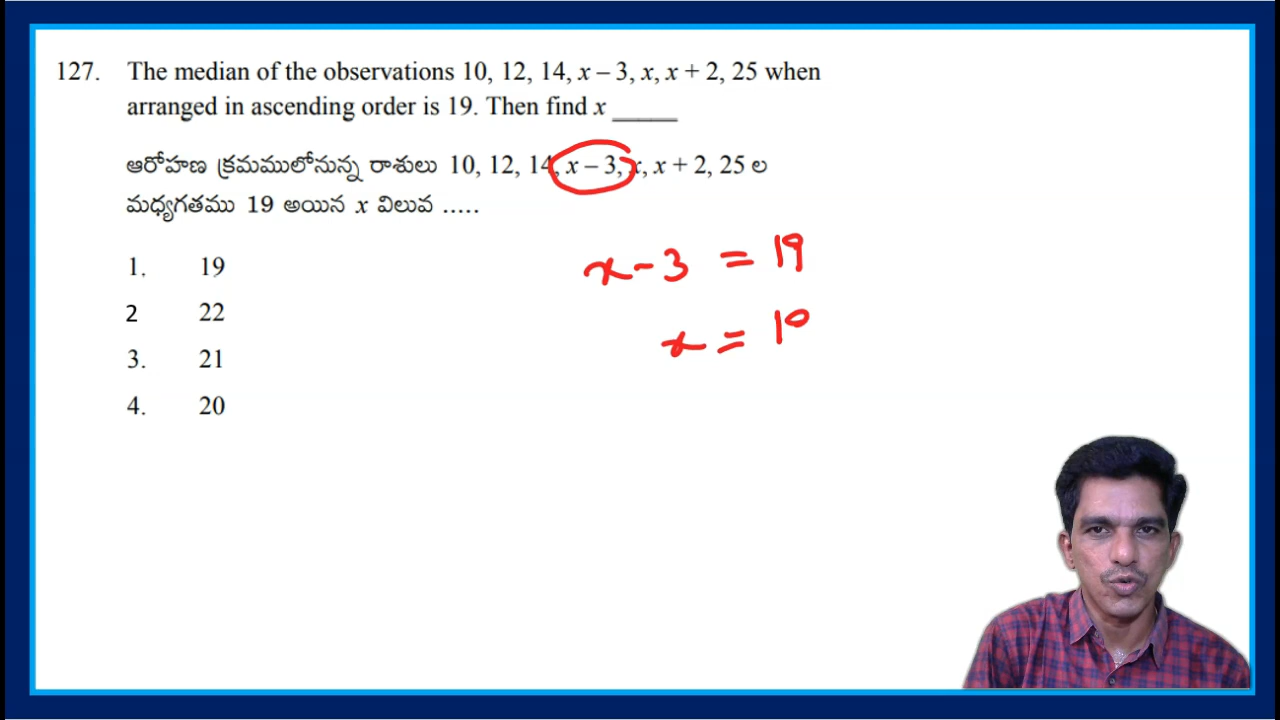 127. The median of the observations 10, 12, 14, x – 3, x, x + 2, 25 when
arranged in ascending order is 19. Then find x _____
ఆరోహణ క్రమములోనున్న రాశులు 10, 12, 14, x – 3, x, x + 2, 25 ల
మధ్యగతము 19 అయిన x విలువ .....
1. 19
2 22
3. 21
4. 20
x - 3 = 19
x = 19